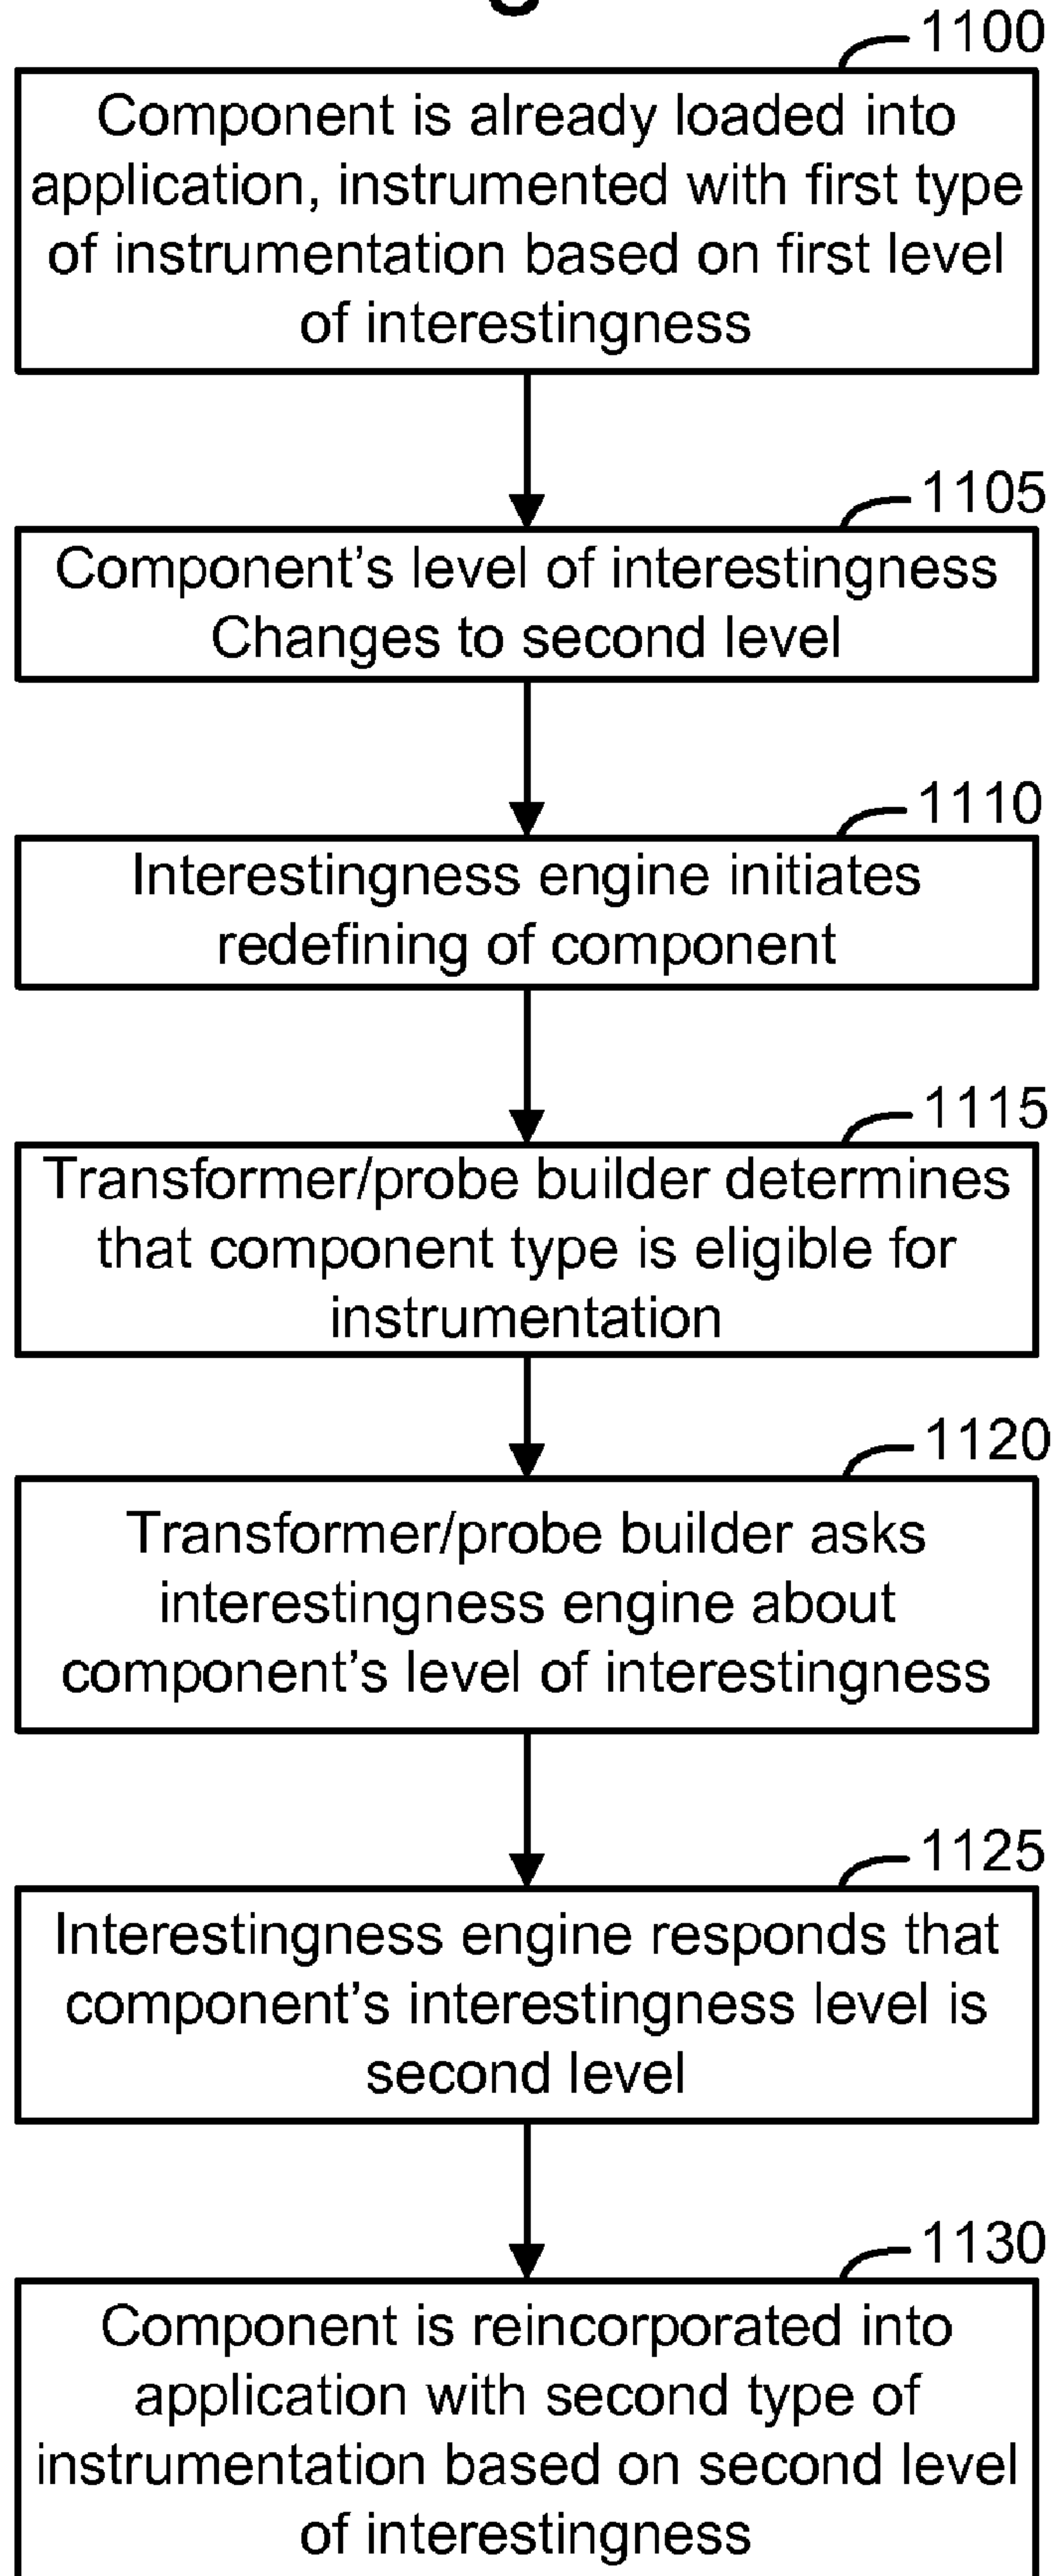 1100
Component is already loaded into
application, instrumented with first type
of instrumentation based on first level
of interestingness
1105
Component’s level of interestingness
Changes to second level
1110
Interestingness engine initiates
redefining of component
1115
Transformer/probe builder determines
that component type is eligible for
instrumentation
1120
Transformer/probe builder asks
interestingness engine about
component’s level of interestingness
1125
Interestingness engine responds that
component’s interestingness level is
second level
1130
Component is reincorporated into
application with second type of
instrumentation based on second level
of interestingness